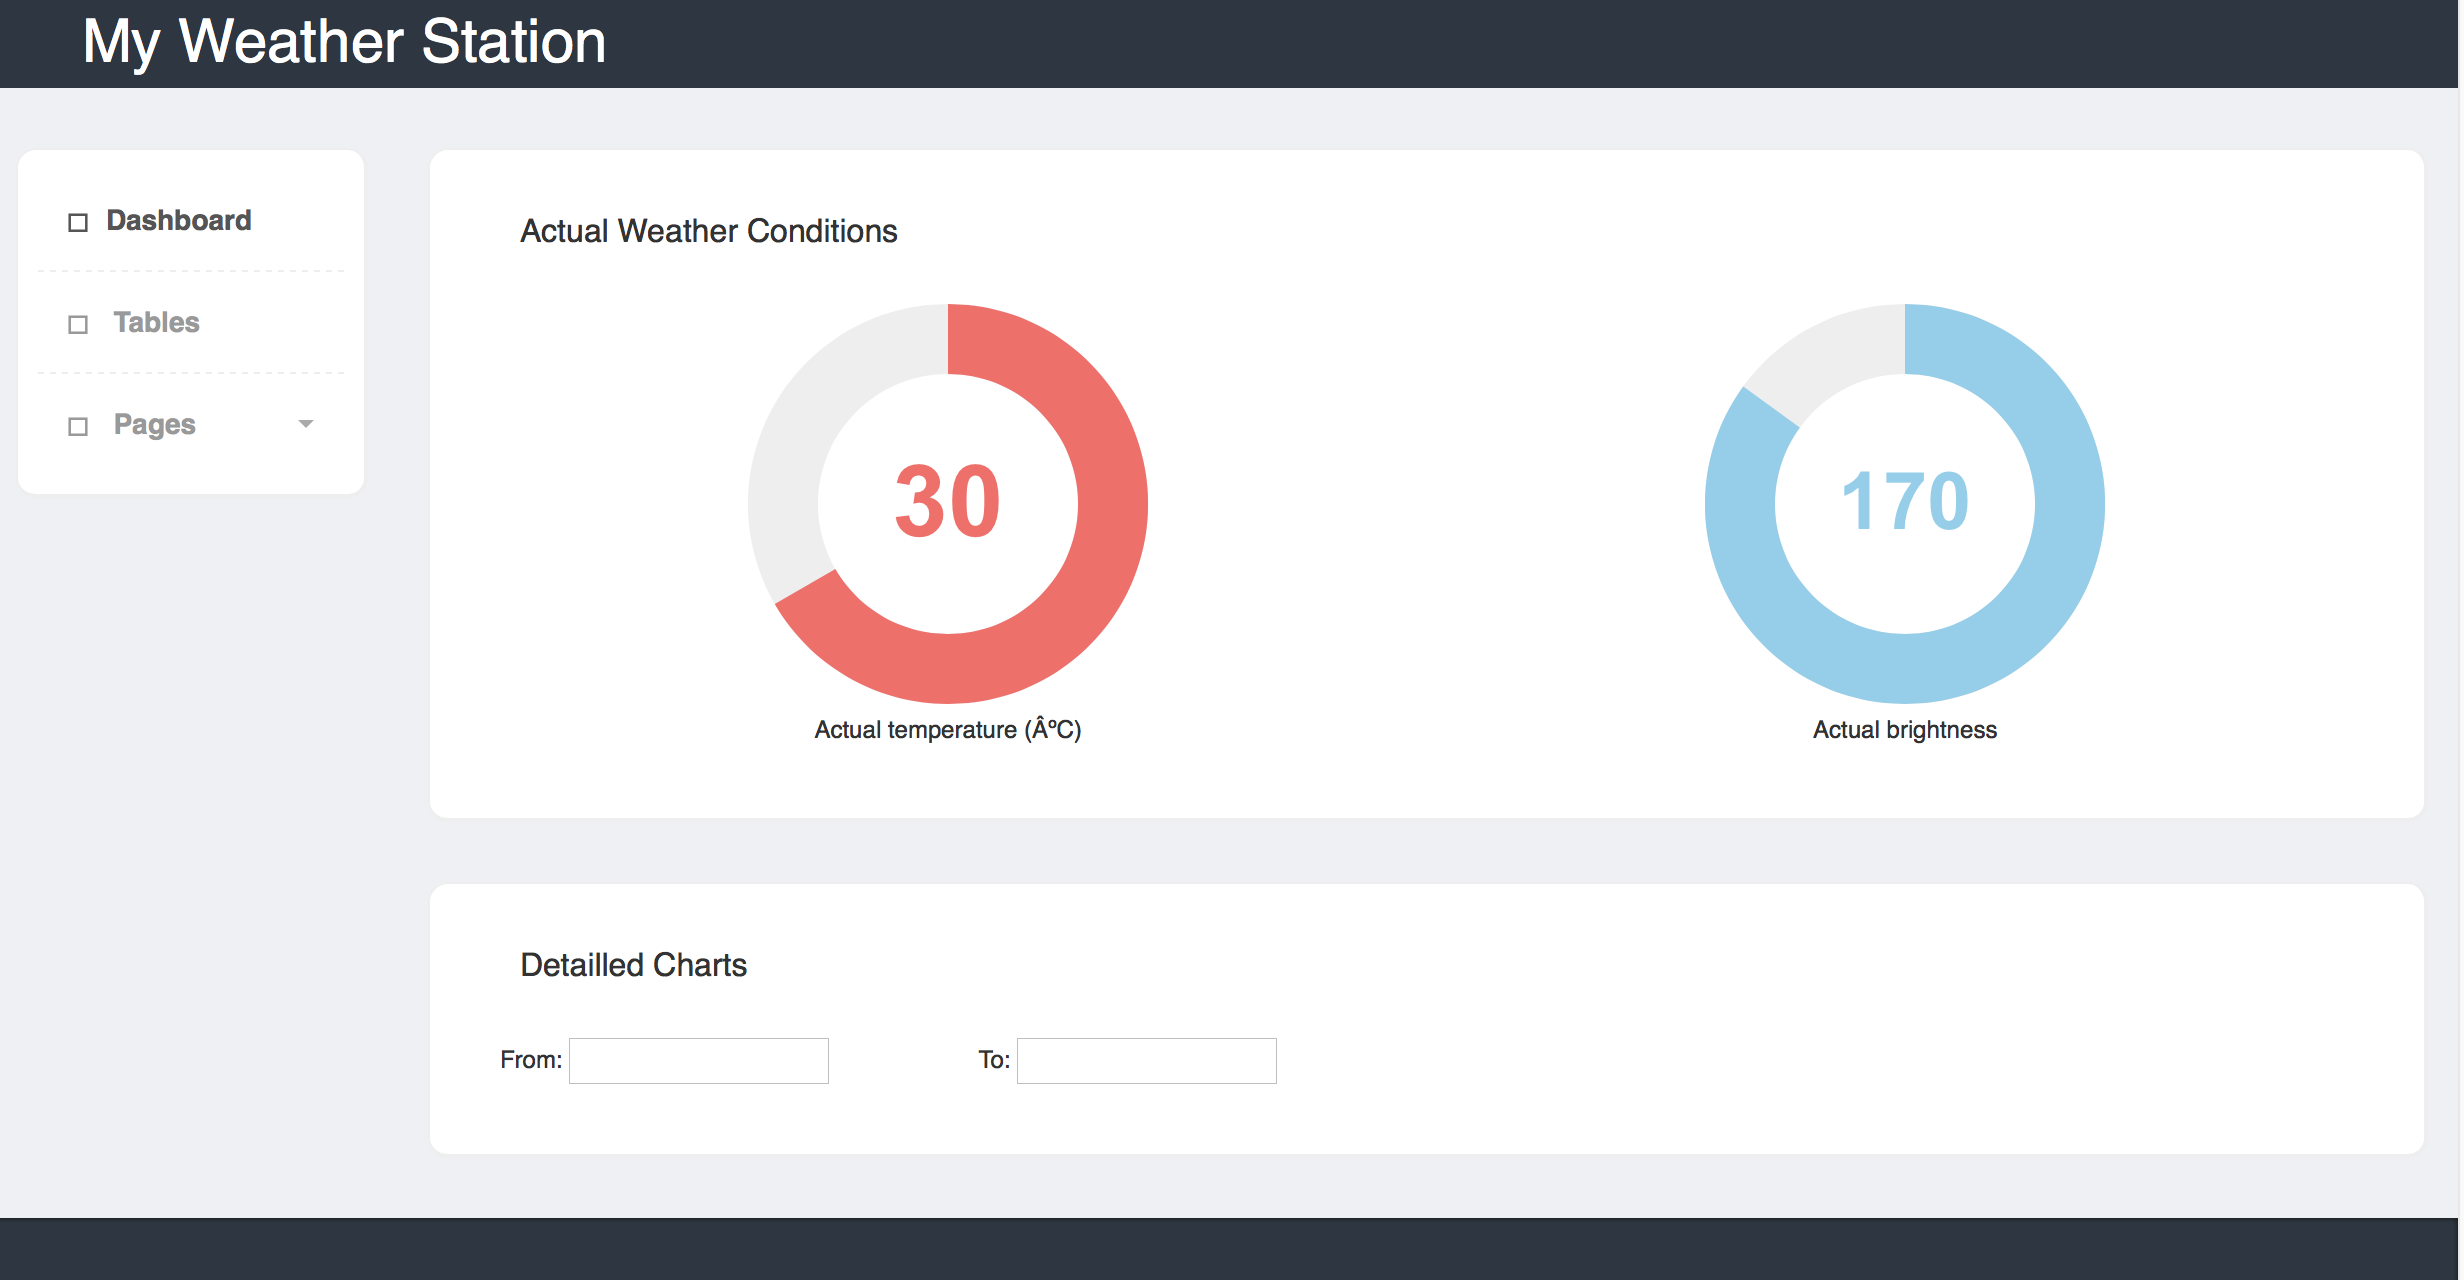 My Weather Station
Dashboard
Tables
Pages
Actual Weather Conditions
30
170
Actual temperature (ÂºC)
Actual brightness
Detailled Charts
From:
To: